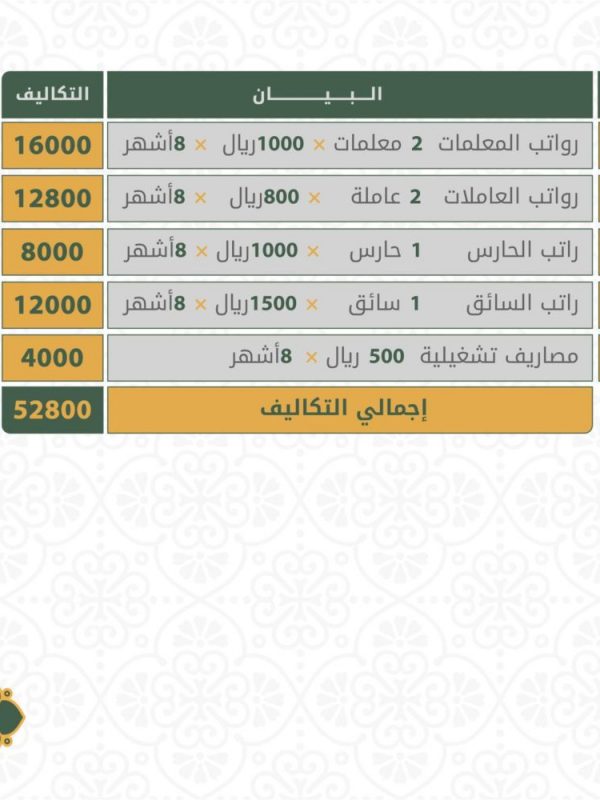 البيان التكاليف
رواتب المعلمات 2 معلمات × 1000ريال × 8أشهر 16000
رواتب العاملات 2 عاملة × 800ريال × 8أشهر 12800
راتب الحارس 1 حارس × 1000ريال × 8أشهر 8000
راتب السائق 1 سائق × 1500ريال × 8أشهر 12000
مصاريف تشغيلية 500 ريال × 8أشهر 4000
إجمالي التكاليف 52800